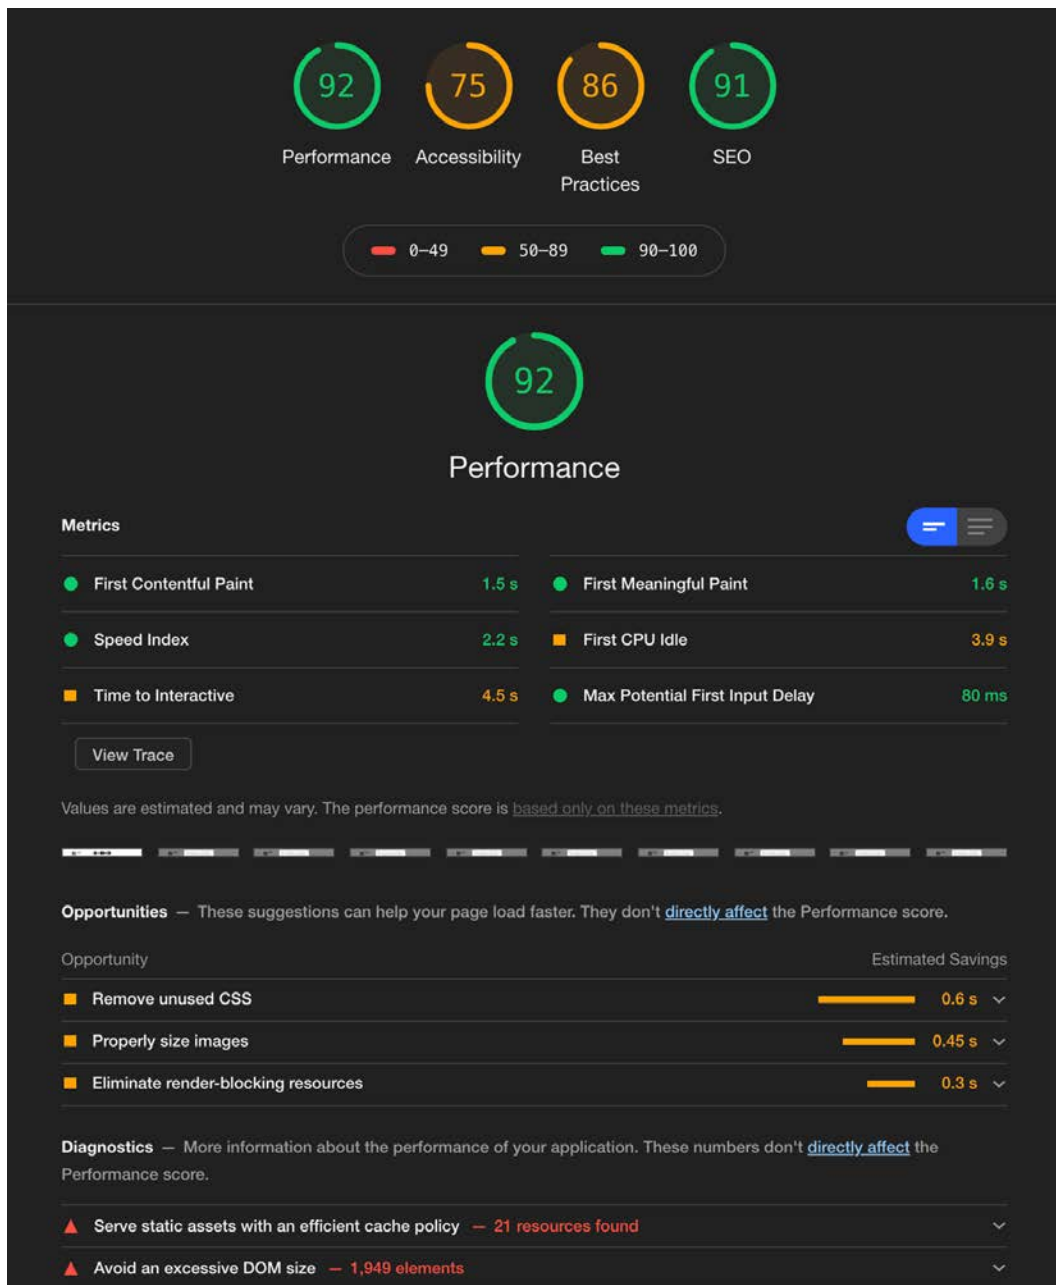 92
75
86
91
Performance
Accessibility
Best
Practices
SEO
0–49
50–89
90–100
92
Performance
Metrics
First Contentful Paint
1.5 s
First Meaningful Paint
1.6 s
Speed Index
2.2 s
First CPU Idle
3.9 s
Time to Interactive
4.5 s
Max Potential First Input Delay
80 ms
View Trace
Values are estimated and may vary. The performance score is based only on these metrics.
Opportunities — These suggestions can help your page load faster. They don't directly affect the Performance score.
Opportunity
Estimated Savings
Remove unused CSS
0.6 s
Properly size images
0.45 s
Eliminate render-blocking resources
0.3 s
Diagnostics — More information about the performance of your application. These numbers don't directly affect the
Performance score.
Serve static assets with an efficient cache policy — 21 resources found
Avoid an excessive DOM size — 1,949 elements